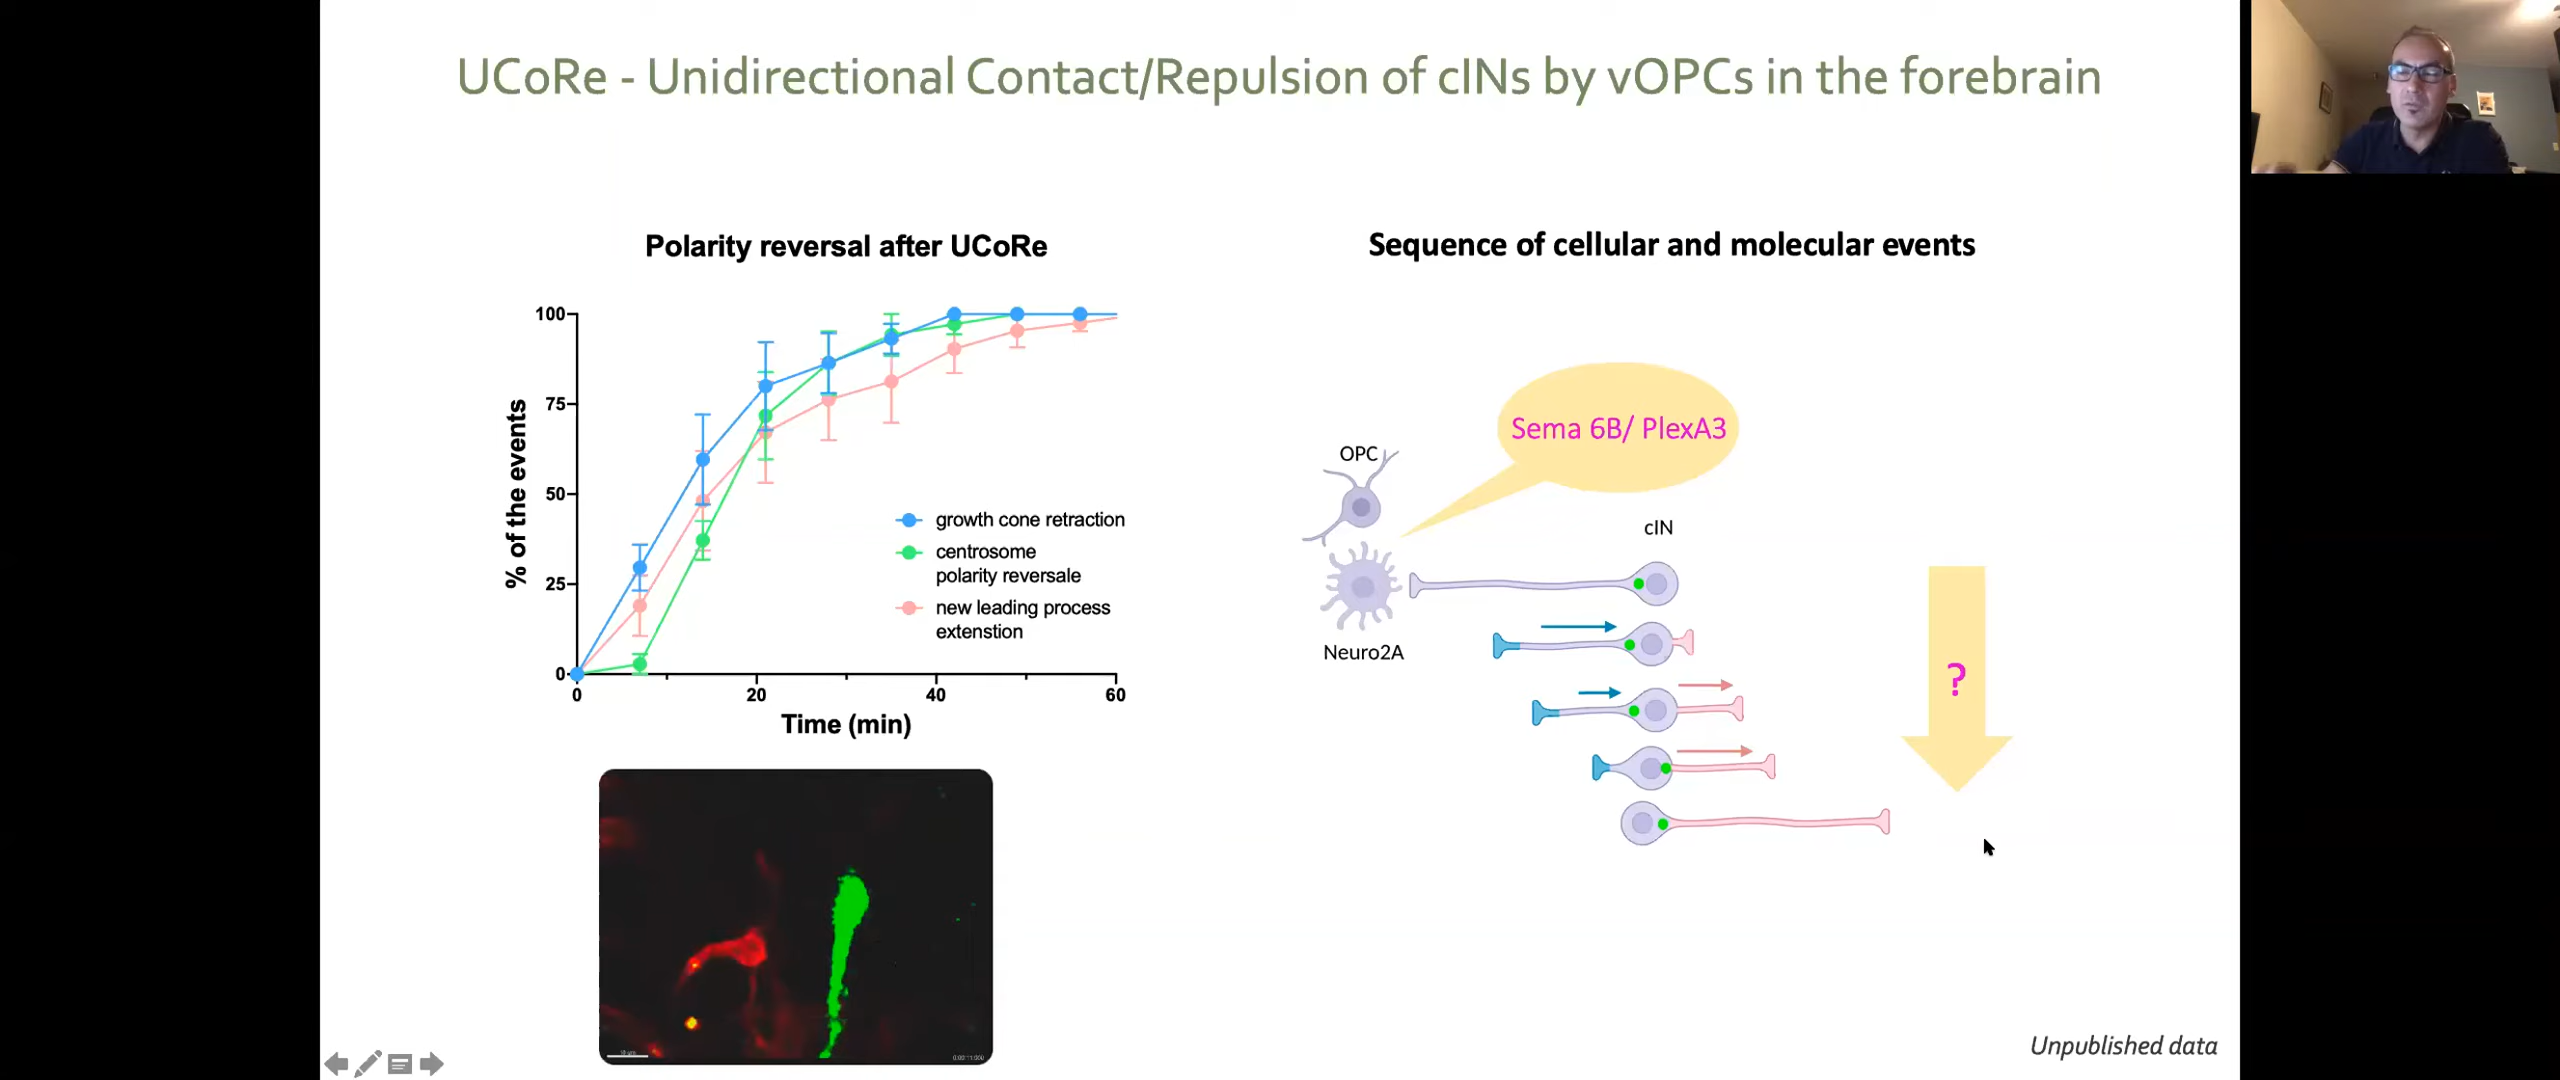 UCoRe - Unidirectional Contact/Repulsion of cINs by vOPCs in the forebrain
Polarity reversal after UCoRe
% of the events
100
75
50
25
0
0
20
40
60
Time (min)
growth cone retraction
centrosome
polarity reversale
new leading process
extenstion
Sequence of cellular and molecular events
Sema 6B/ PlexA3
OPC
cIN
Neuro2A
?
Unpublished data